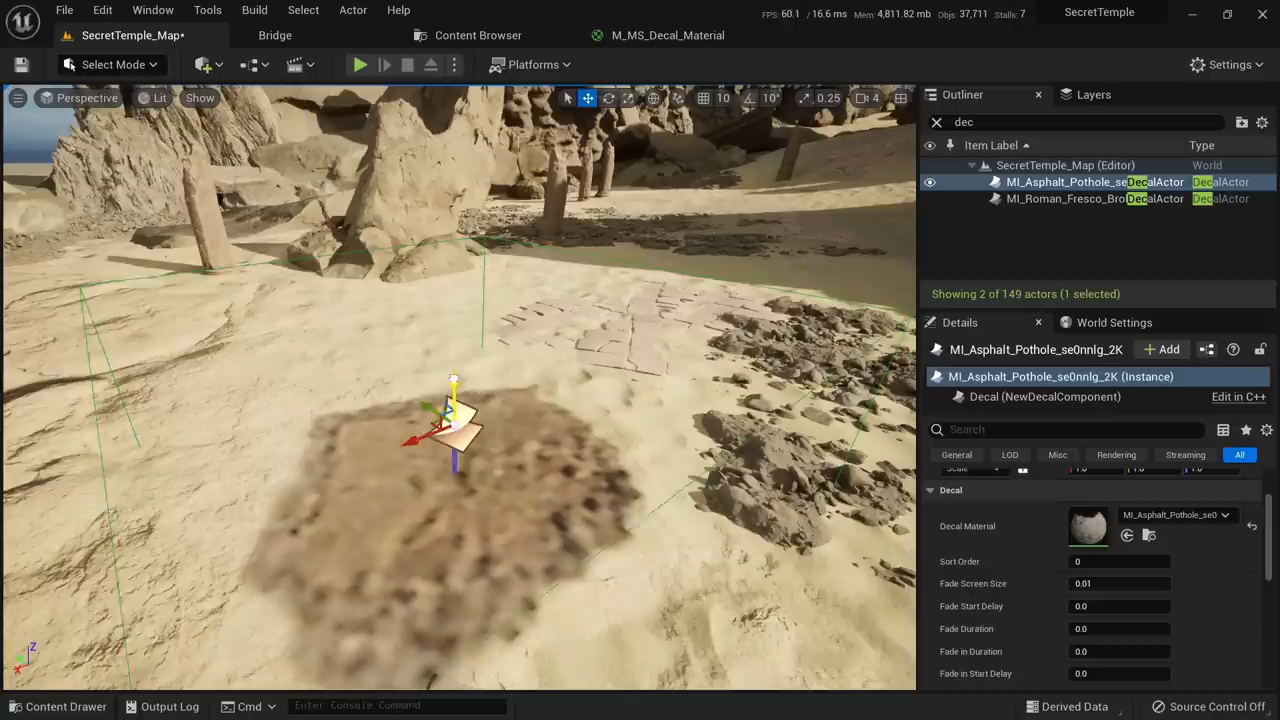 File Edit Window Tools Build Select Actor Help
FPS: 60.1 / 16.6 ms Mem: 4,811.82 mb Objs: 37,711 Stalls: 7 SecretTemple
SecretTemple_Map* Bridge Content Browser M_MS_Decal_Material
Select Mode Platforms Settings
Perspective Lit Show 10 10° 0.25 4
Outliner Layers
dec
Item Label Type
SecretTemple_Map (Editor) World
MI_Asphalt_Pothole_seDecalActor DecalActor
MI_Roman_Fresco_BroDecalActor DecalActor
Showing 2 of 149 actors (1 selected)
Details World Settings
MI_Asphalt_Pothole_se0nnlg_2K Add
MI_Asphalt_Pothole_se0nnlg_2K (Instance)
Decal (NewDecalComponent) Edit in C++
Search
General LOD Misc Rendering Streaming All
Decal
Decal Material MI_Asphalt_Pothole_se0
Sort Order 0
Fade Screen Size 0.01
Fade Start Delay 0.0
Fade Duration 0.0
Fade in Duration 0.0
Fade in Start Delay 0.0
Z
X
Content Drawer Output Log Cmd Enter Console Command Derived Data Source Control Off